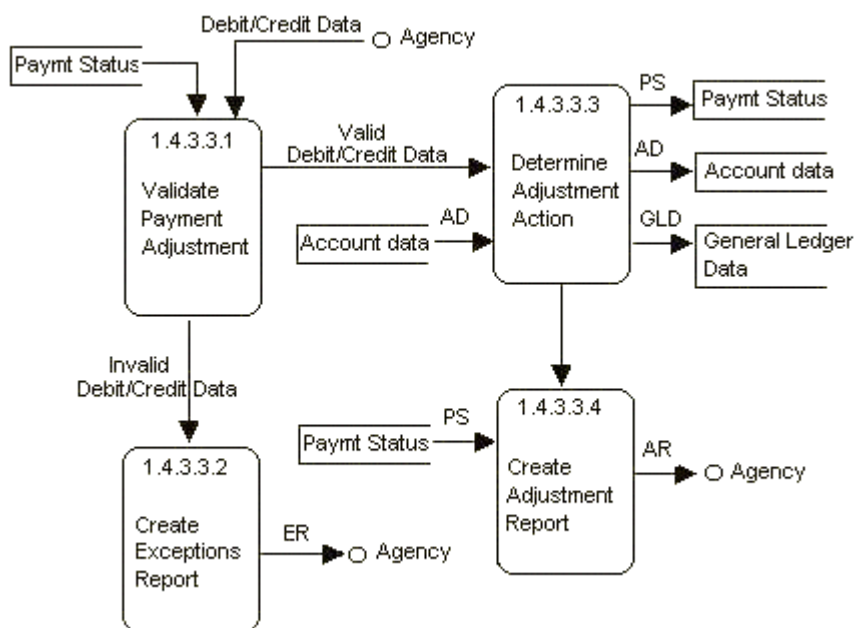 Debit/Credit Data
Agency
Paymt Status
1.4.3.3.1
Validate
Payment
Adjustment
Valid
Debit/Credit Data
AD
Account data
1.4.3.3.3
Determine
Adjustment
Action
PS
Paymt Status
AD
Account data
GLD
General Ledger
Data
Invalid
Debit/Credit Data
1.4.3.3.2
Create
Exceptions
Report
ER
Agency
PS
Paymt Status
1.4.3.3.4
Create
Adjustment
Report
AR
Agency